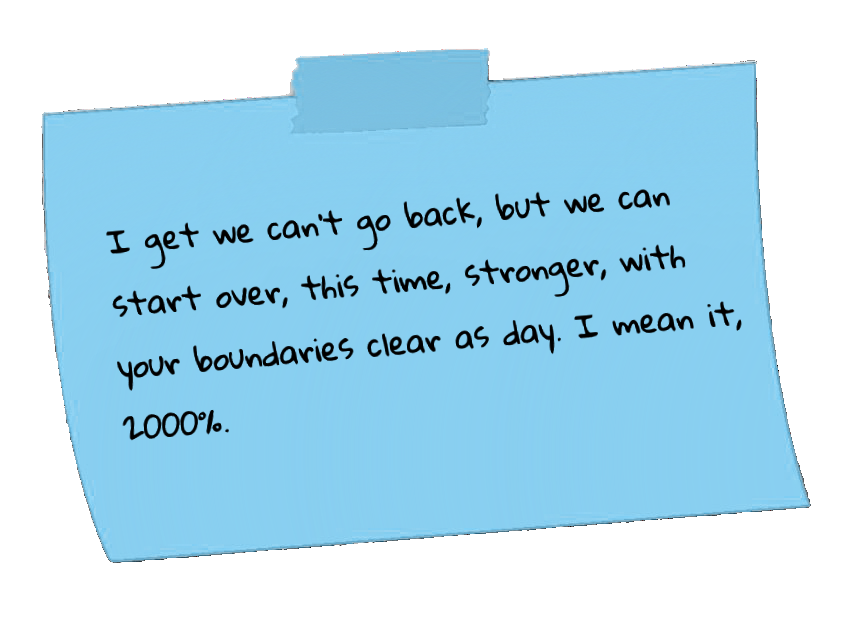 I get we can't go back, but we can
start over, this time, stronger, with
your boundaries clear as day. I mean it,
2000%.